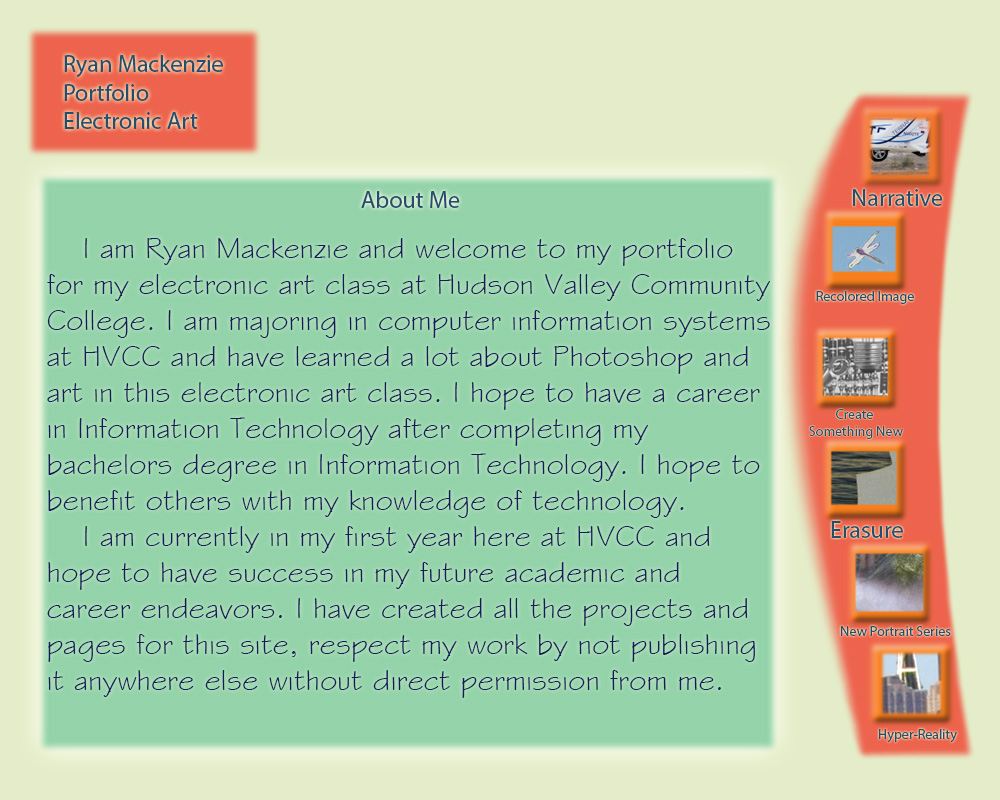 Ryan Mackenzie
Portfolio
Electronic Art
About Me
I am Ryan Mackenzie and welcome to my portfolio
for my electronic art class at Hudson Valley Community
College. I am majoring in computer information systems
at HVCC and have learned a lot about Photoshop and
art in this electronic art class. I hope to have a career
in Information Technology after completing my
bachelors degree in Information Technology. I hope to
benefit others with my knowledge of technology.
I am currently in my first year here at HVCC and
hope to have success in my future academic and
career endeavors. I have created all the projects and
pages for this site, respect my work by not publishing
it anywhere else without direct permission from me.
Narrative
Recolored Image
Create
Something New
Erasure
New Portrait Series
Hyper-Reality